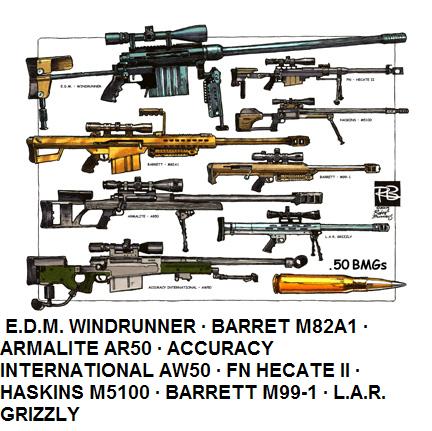 E.D.M. - WINDRUNNER
FN - HECATE II
HASKINS - M5100
BARRETT - M82A1
BARRETT - M99-1
ARMALITE - AR50
L.A.R. GRIZZLY
.50 BMGs
ACCURACY INTERNATIONAL - AW50
E.D.M. WINDRUNNER · BARRET M82A1 ·
ARMALITE AR50 · ACCURACY
INTERNATIONAL AW50 · FN HECATE II ·
HASKINS M5100 · BARRETT M99-1 · L.A.R.
GRIZZLY